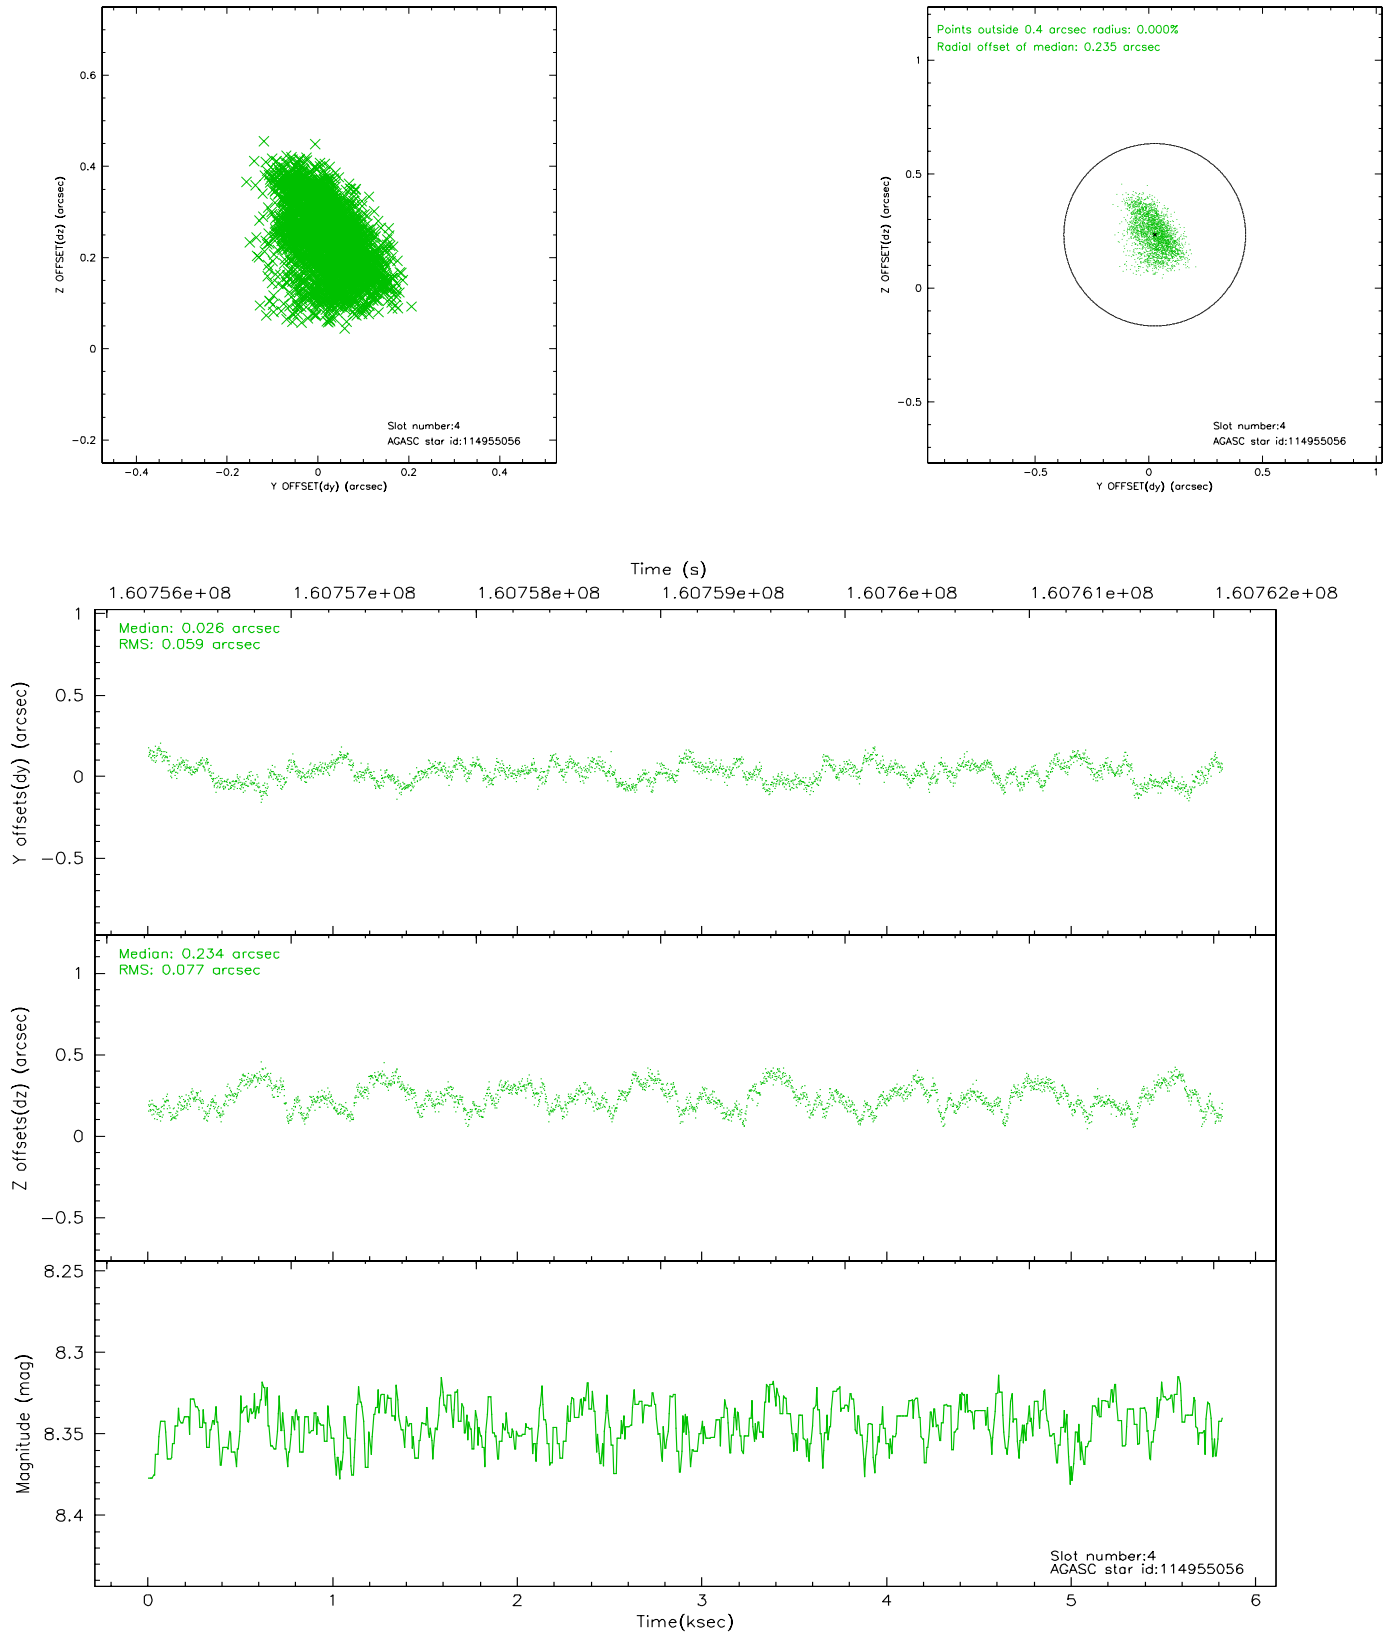 0.6
0.4
0.2
0
−0.2
−0.4
−0.2
0
0.2
0.4
Z OFFSET(dz) (arcsec)
Y OFFSET(dy) (arcsec)
Slot number:4
AGASC star id:114955056
Points outside 0.4 arcsec radius: 0.000%
Radial offset of median: 0.235 arcsec
1
0.5
0
−0.5
−0.5
0
0.5
1
Z OFFSET(dz) (arcsec)
Y OFFSET(dy) (arcsec)
Slot number:4
AGASC star id:114955056
Time (s)
1.60756e+08
1.60757e+08
1.60758e+08
1.60759e+08
1.6076e+08
1.60761e+08
1.60762e+08
Median: 0.026 arcsec
RMS: 0.059 arcsec
1
0.5
0
−0.5
Y offsets(dy) (arcsec)
Median: 0.234 arcsec
RMS: 0.077 arcsec
1
0.5
0
−0.5
Z offsets(dz) (arcsec)
8.25
8.3
8.35
8.4
Magnitude (mag)
Slot number:4
AGASC star id:114955056
0
1
2
3
4
5
6
Time(ksec)